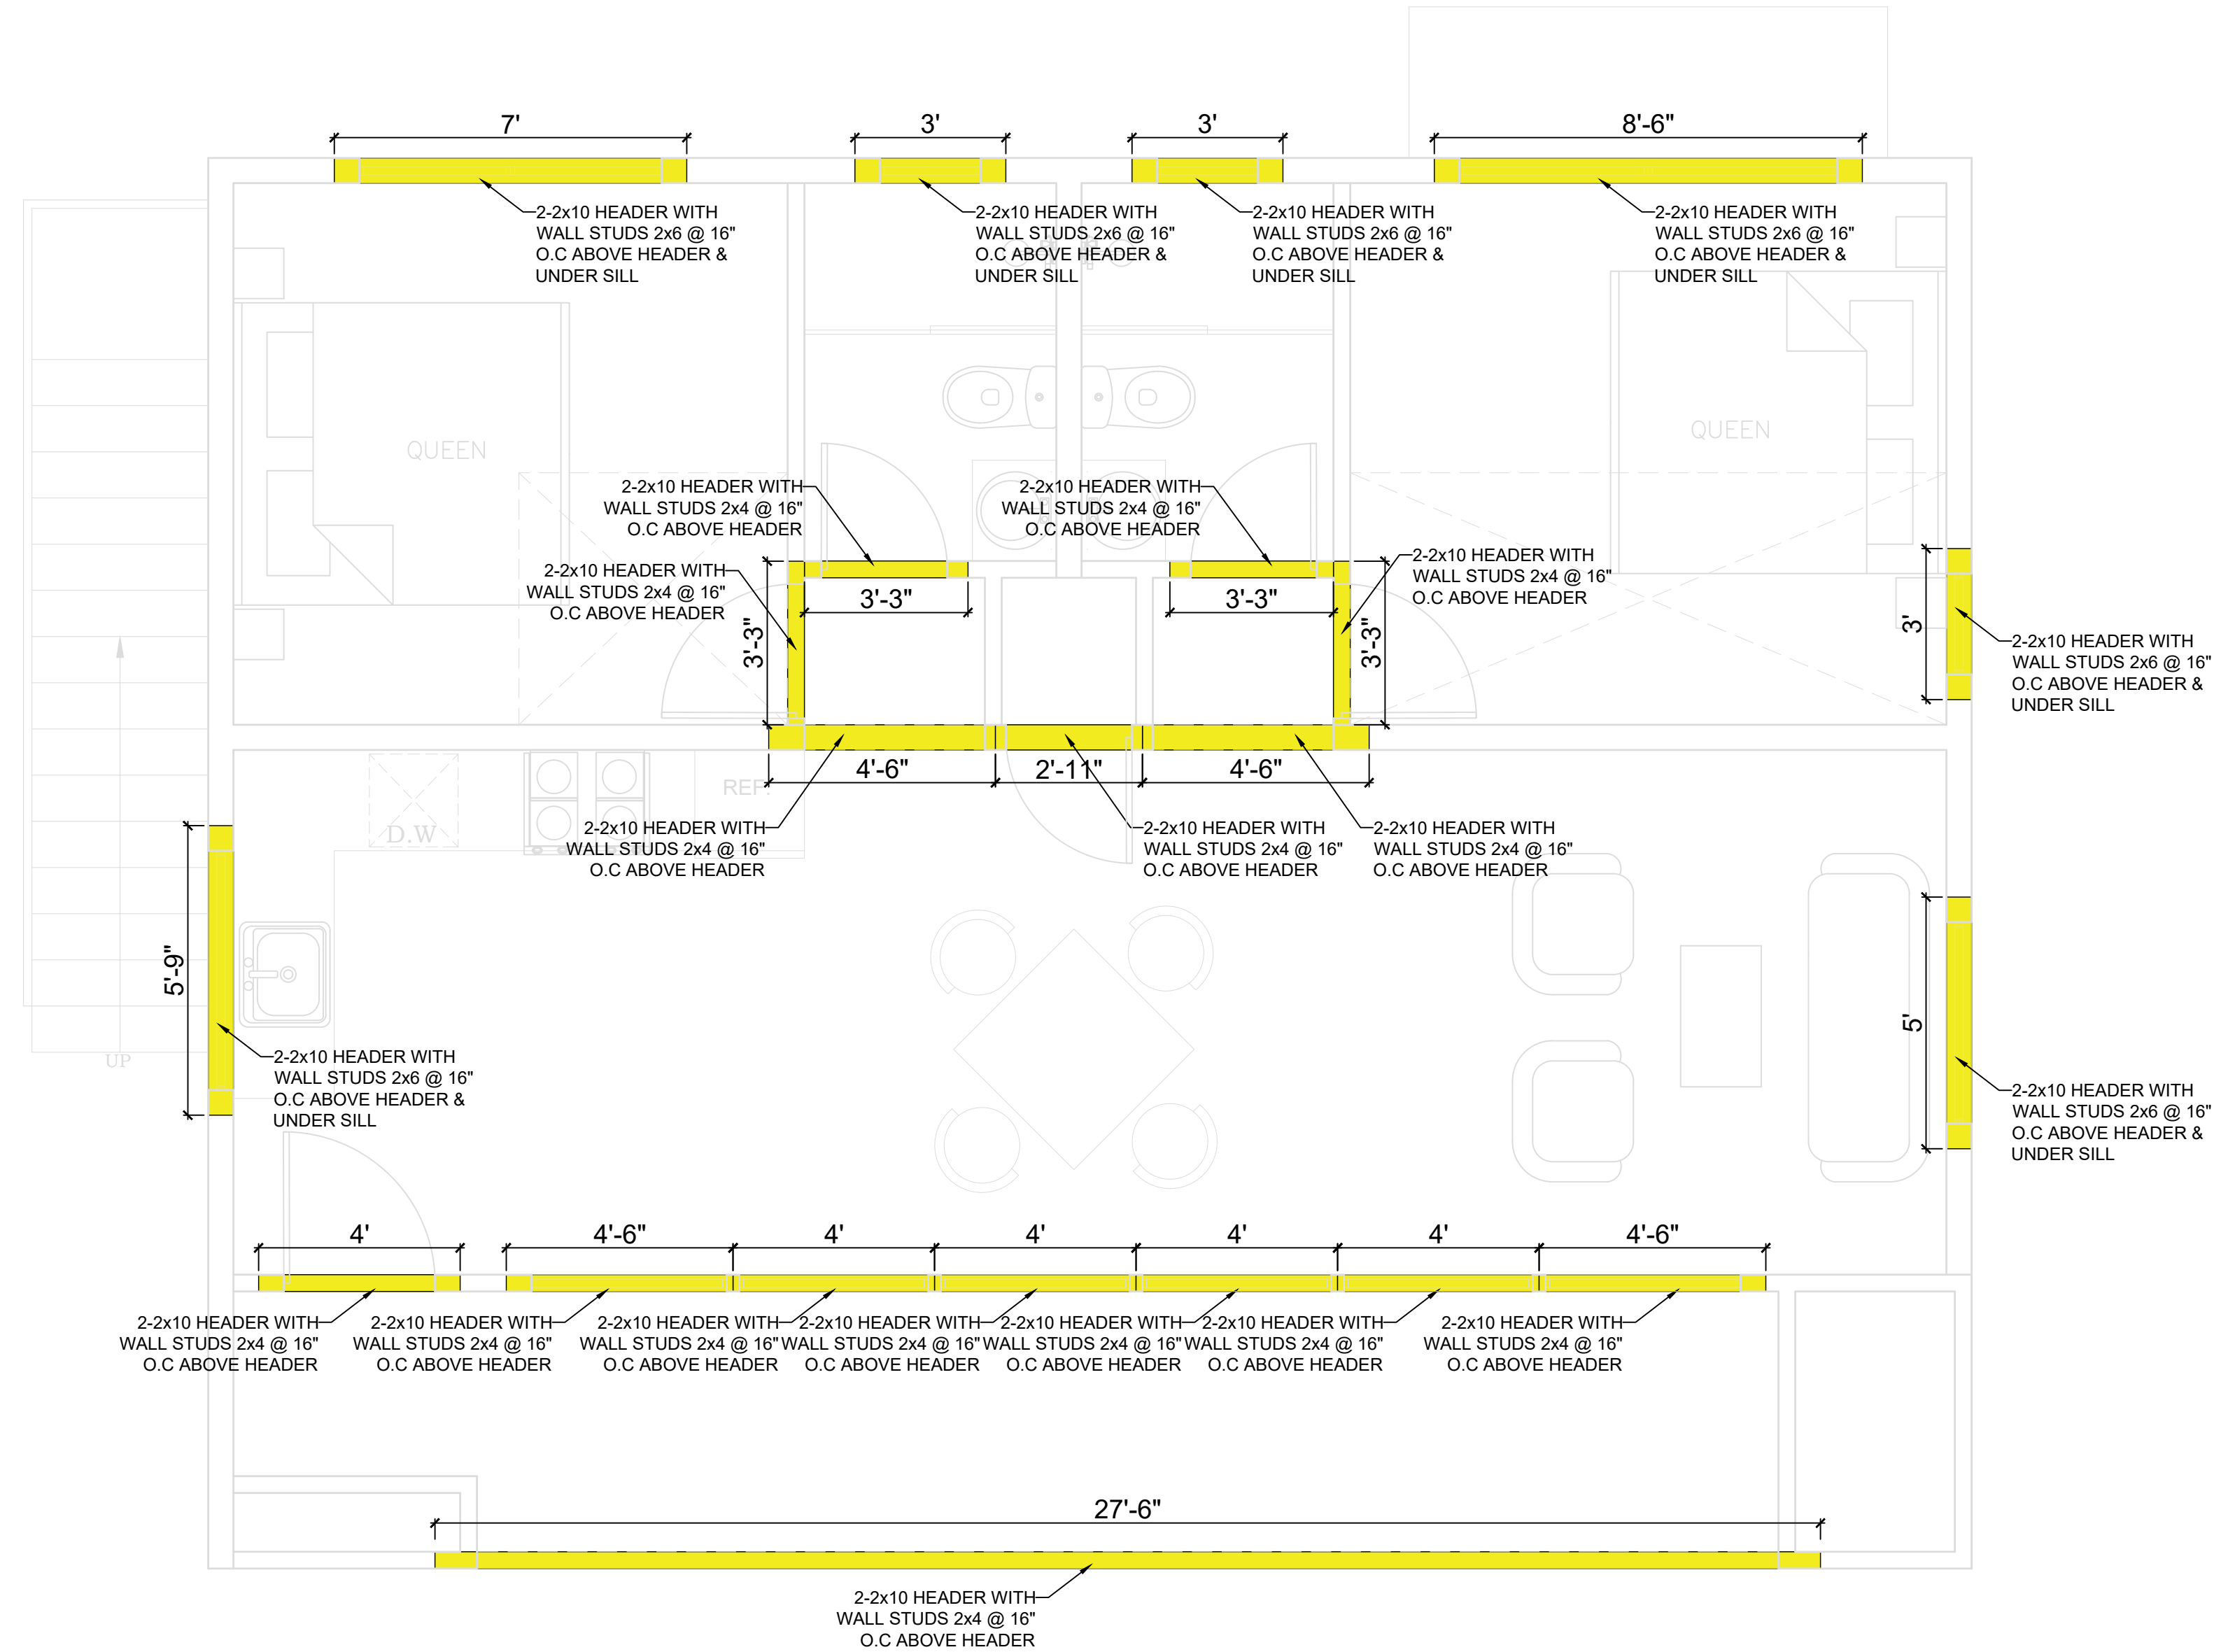 7'
3'
3'
8'-6"
2-2x10 HEADER WITH
WALL STUDS 2x6 @ 16"
O.C ABOVE HEADER &
UNDER SILL
2-2x10 HEADER WITH
WALL STUDS 2x6 @ 16"
O.C ABOVE HEADER &
UNDER SILL
2-2x10 HEADER WITH
WALL STUDS 2x6 @ 16"
O.C ABOVE HEADER &
UNDER SILL
2-2x10 HEADER WITH
WALL STUDS 2x6 @ 16"
O.C ABOVE HEADER &
UNDER SILL
QUEEN
QUEEN
2-2x10 HEADER WITH
WALL STUDS 2x4 @ 16"
O.C ABOVE HEADER
2-2x10 HEADER WITH
WALL STUDS 2x4 @ 16"
O.C ABOVE HEADER
2-2x10 HEADER WITH
WALL STUDS 2x4 @ 16"
O.C ABOVE HEADER
2-2x10 HEADER WITH
WALL STUDS 2x4 @ 16"
O.C ABOVE HEADER
3'-3"
3'-3"
3'-3"
3'-3"
3'
2-2x10 HEADER WITH
WALL STUDS 2x6 @ 16"
O.C ABOVE HEADER &
UNDER SILL
4'-6"
2'-11"
4'-6"
REF.
D.W
2-2x10 HEADER WITH
WALL STUDS 2x4 @ 16"
O.C ABOVE HEADER
2-2x10 HEADER WITH
WALL STUDS 2x4 @ 16"
O.C ABOVE HEADER
2-2x10 HEADER WITH
WALL STUDS 2x4 @ 16"
O.C ABOVE HEADER
5'-9"
5'
UP
2-2x10 HEADER WITH
WALL STUDS 2x6 @ 16"
O.C ABOVE HEADER &
UNDER SILL
2-2x10 HEADER WITH
WALL STUDS 2x6 @ 16"
O.C ABOVE HEADER &
UNDER SILL
4'
4'-6"
4'
4'
4'
4'
4'-6"
2-2x10 HEADER WITH
WALL STUDS 2x4 @ 16"
O.C ABOVE HEADER
2-2x10 HEADER WITH
WALL STUDS 2x4 @ 16"
O.C ABOVE HEADER
2-2x10 HEADER WITH
WALL STUDS 2x4 @ 16"
O.C ABOVE HEADER
2-2x10 HEADER WITH
WALL STUDS 2x4 @ 16"
O.C ABOVE HEADER
2-2x10 HEADER WITH
WALL STUDS 2x4 @ 16"
O.C ABOVE HEADER
2-2x10 HEADER WITH
WALL STUDS 2x4 @ 16"
O.C ABOVE HEADER
2-2x10 HEADER WITH
WALL STUDS 2x4 @ 16"
O.C ABOVE HEADER
27'-6"
2-2x10 HEADER WITH
WALL STUDS 2x4 @ 16"
O.C ABOVE HEADER